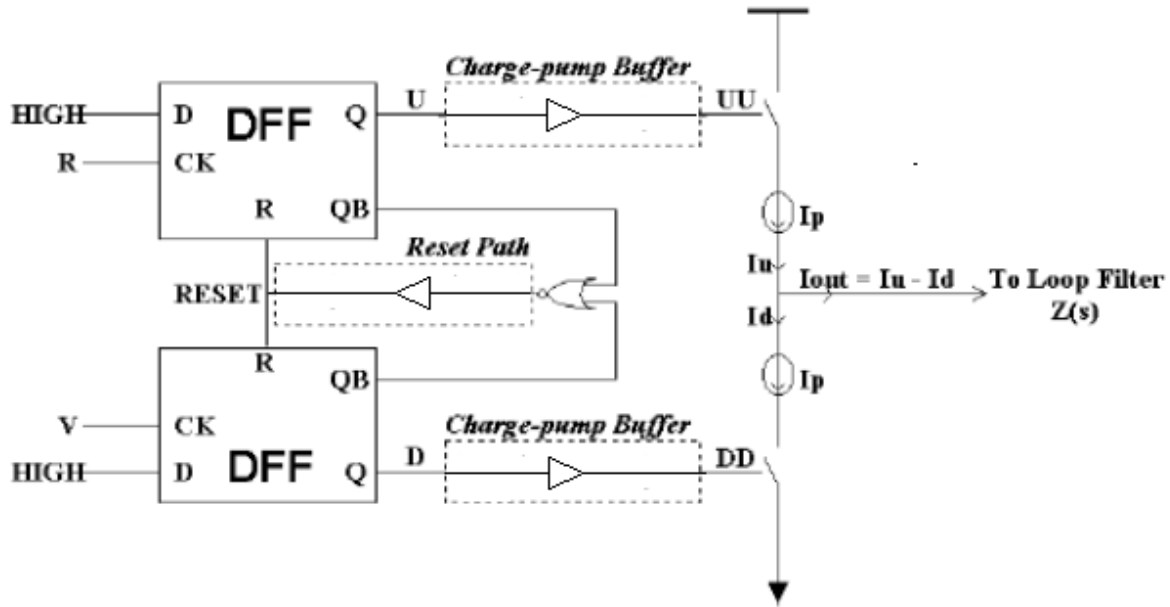 Charge-pump Buffer
U
UU
HIGH
D
DFF
Q
R
CK
R
QB
Ip
Reset Path
Iu
RESET
Iout = Iu - Id
To Loop Filter
Z(s)
Id
R
QB
Ip
V
CK
Charge-pump Buffer
D
DD
HIGH
D
DFF
Q